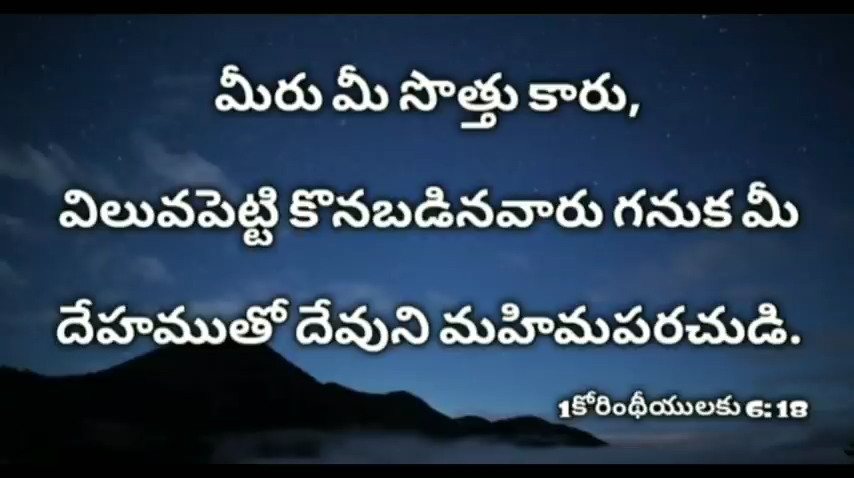 మీరు మీ సొత్తు కారు,
విలువపెట్టి కొనబడినవారు గనుక మీ
దేహముతో దేవుని మహిమపరచుడి.
1కోరింథీయులకు 6:18